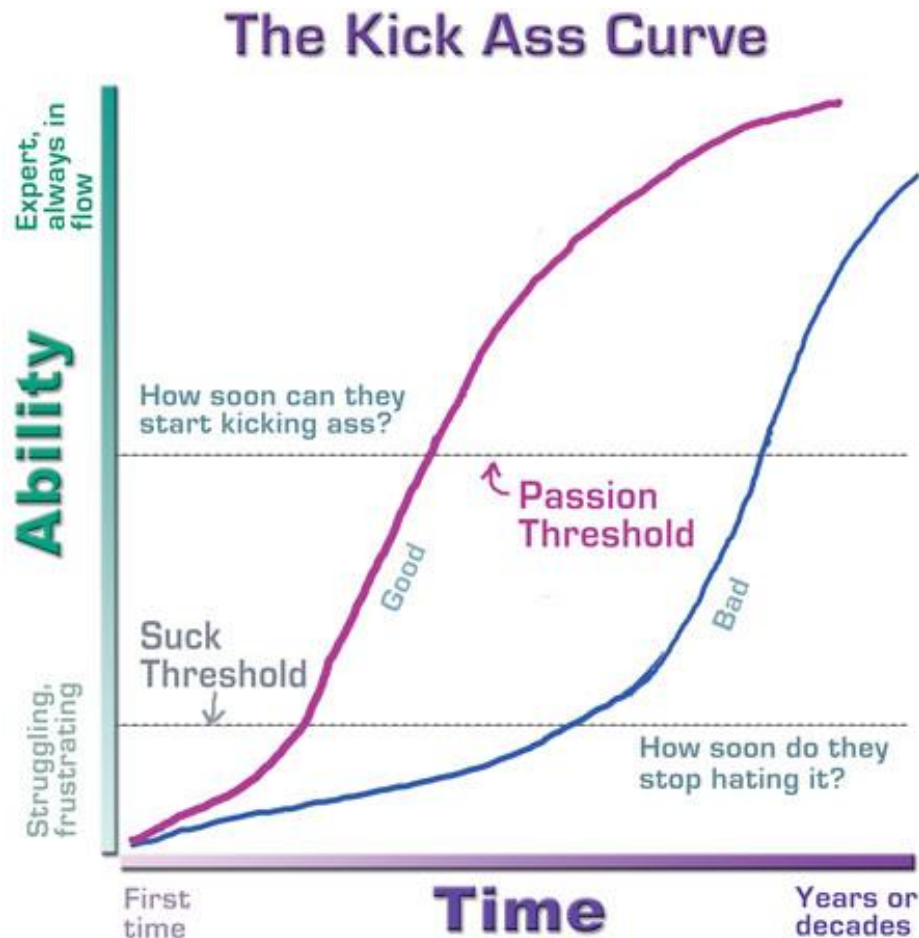 The Kick Ass Curve
Expert,
always in
flow
Ability
Struggling,
frustrating
How soon can they
start kicking ass?
Passion
Threshold
Good
Bad
Suck
Threshold
How soon do they
stop hating it?
First
time
Time
Years or
decades